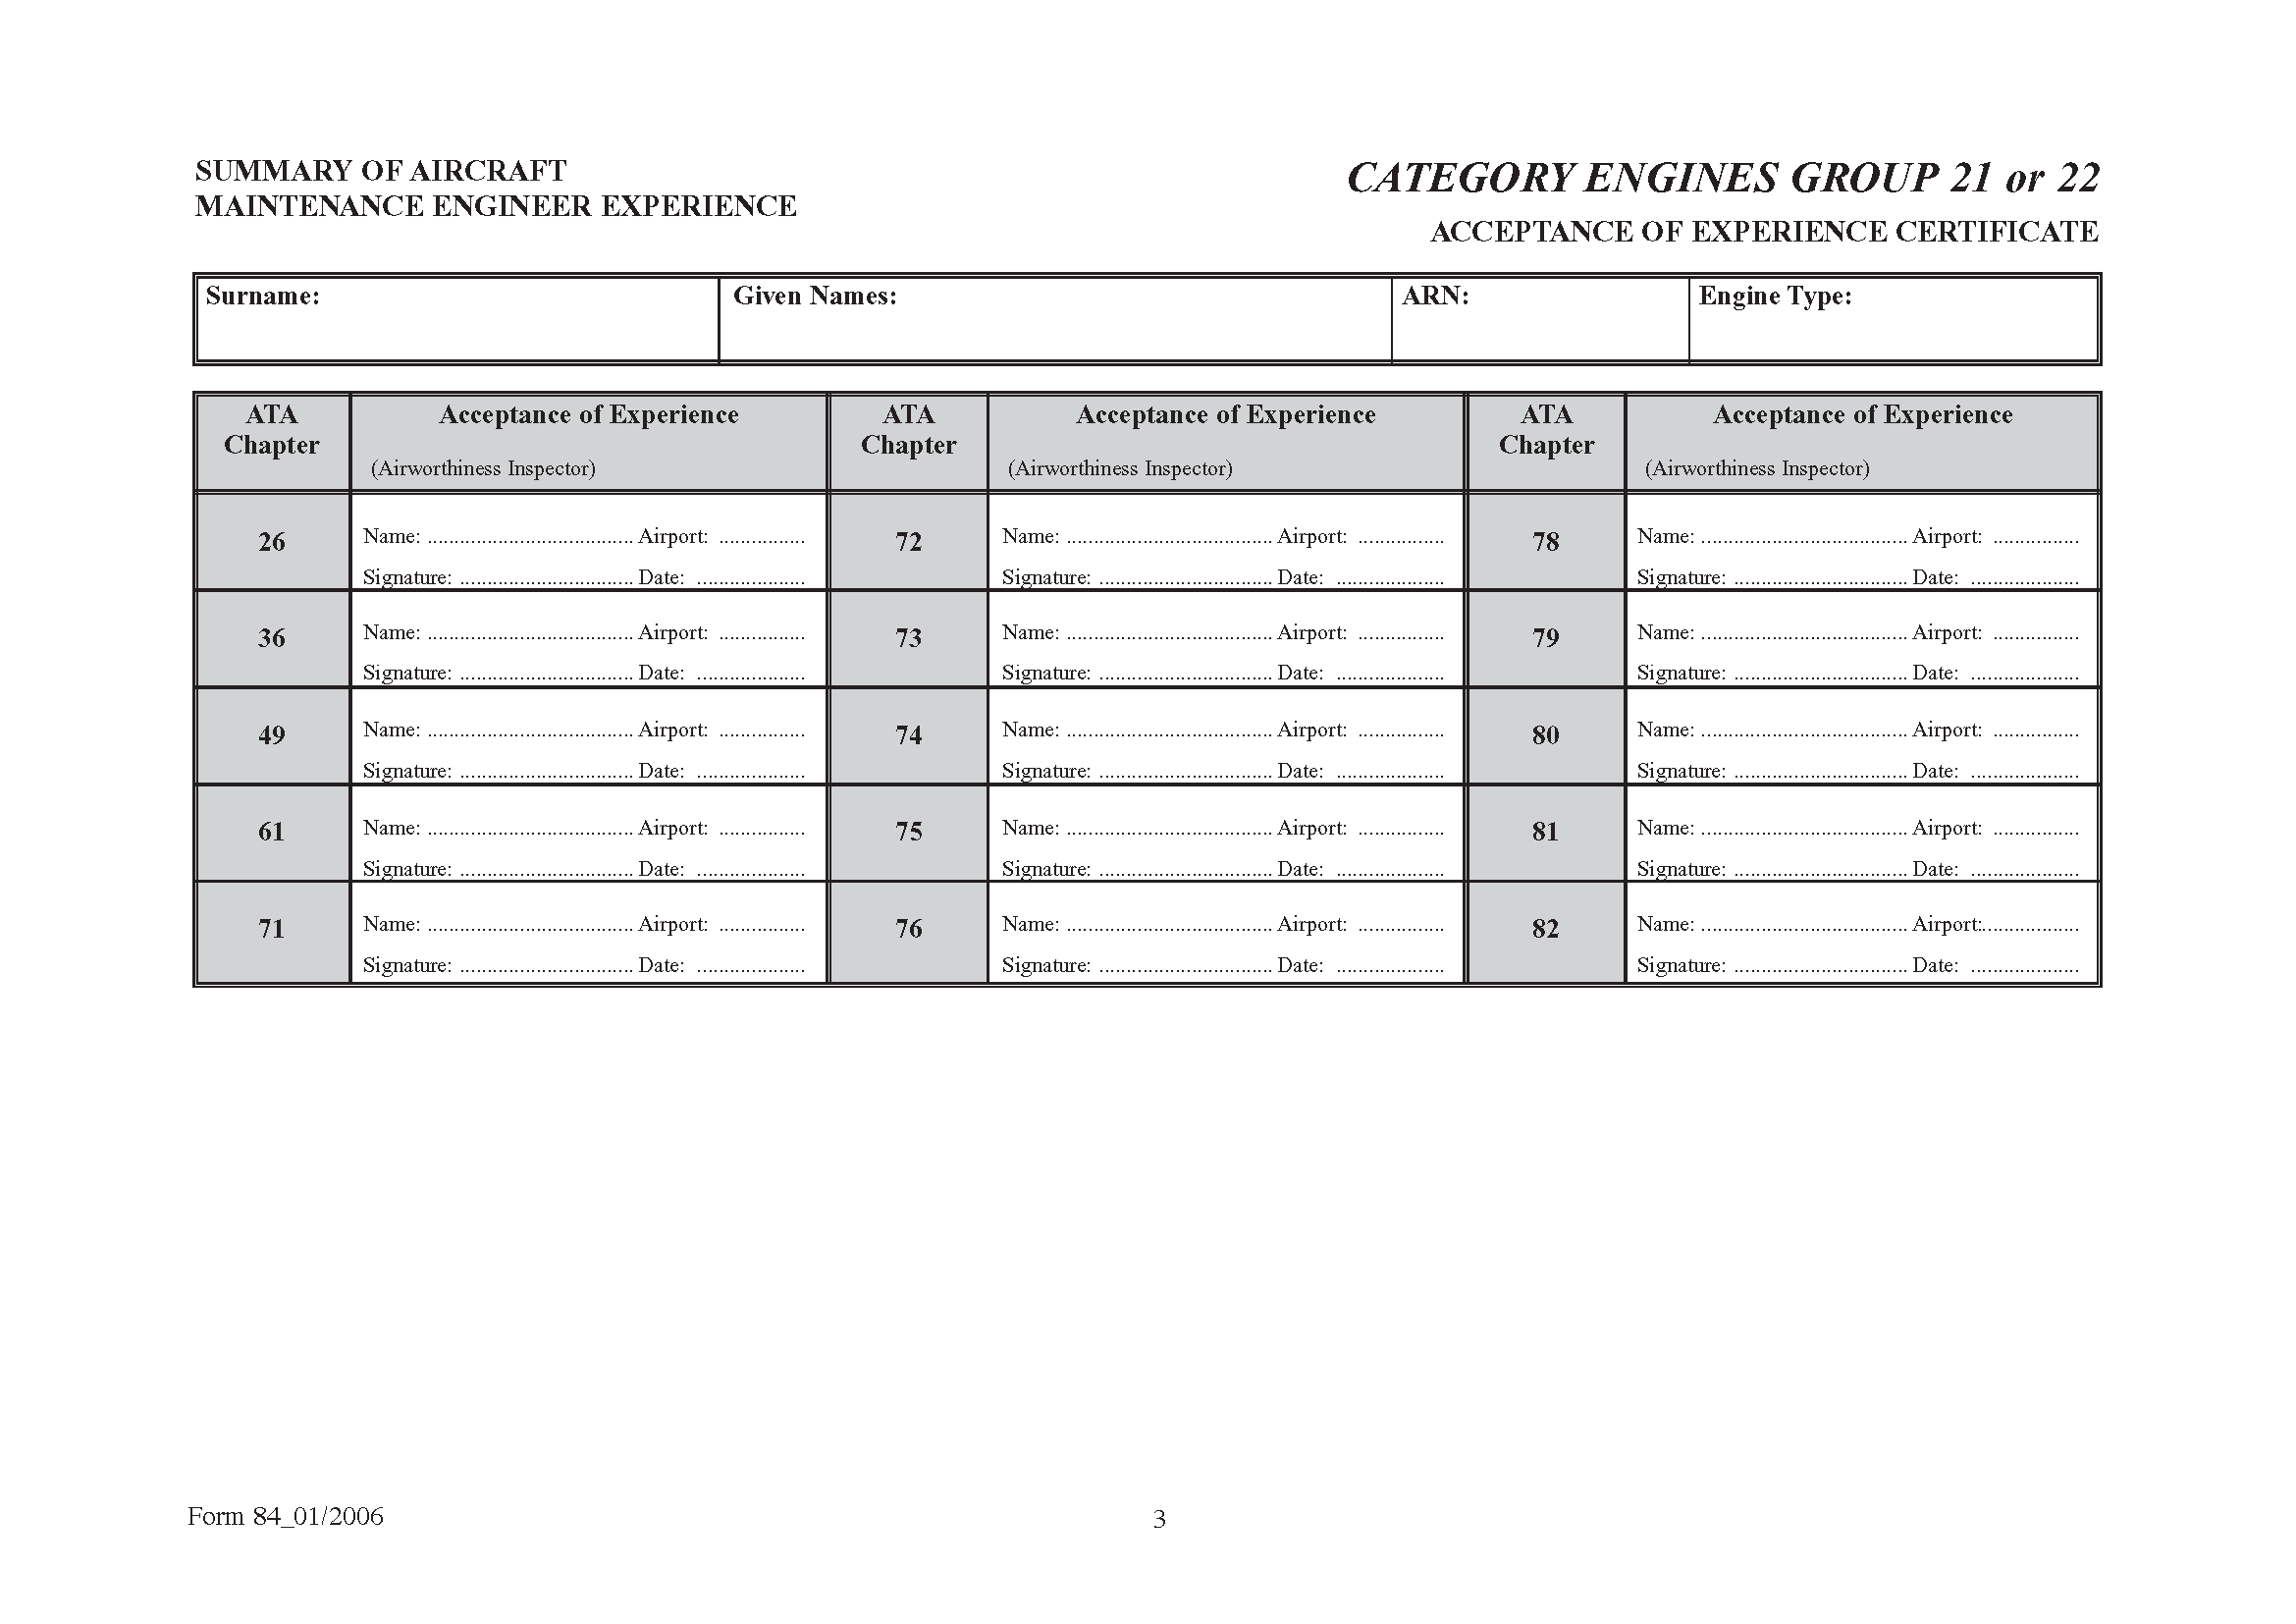 SUMMARY OF AIRCRAFT
MAINTENANCE ENGINEER EXPERIENCE
CATEGORY ENGINES GROUP 21 or 22
ACCEPTANCE OF EXPERIENCE CERTIFICATE
Surname: Given Names: ARN: Engine Type:
ATA Acceptance of Experience ATA Acceptance of Experience ATA Acceptance of Experience
Chapter Chapter Chapter
(Airworthiness Inspector) (Airworthiness Inspector) (Airworthiness Inspector)
26 Name: ...................................... Airport: ................ 72 Name: ...................................... Airport: ................ 78 Name: ...................................... Airport: ................
Signature: ................................ Date: .................... Signature: ................................ Date: .................... Signature: ................................ Date: ....................
36 Name: ...................................... Airport: ................ 73 Name: ...................................... Airport: ................ 79 Name: ...................................... Airport: ................
Signature: ................................ Date: .................... Signature: ................................ Date: .................... Signature: ................................ Date: ....................
49 Name: ...................................... Airport: ................ 74 Name: ...................................... Airport: ................ 80 Name: ...................................... Airport: ................
Signature: ................................ Date: .................... Signature: ................................ Date: .................... Signature: ................................ Date: ....................
61 Name: ...................................... Airport: ................ 75 Name: ...................................... Airport: ................ 81 Name: ...................................... Airport: ................
Signature: ................................ Date: .................... Signature: ................................ Date: .................... Signature: ................................ Date: ....................
71 Name: ...................................... Airport: ................ 76 Name: ...................................... Airport: ................ 82 Name: ...................................... Airport:..................
Signature: ................................ Date: .................... Signature: ................................ Date: .................... Signature: ................................ Date: ....................
Form 84_01/2006 3